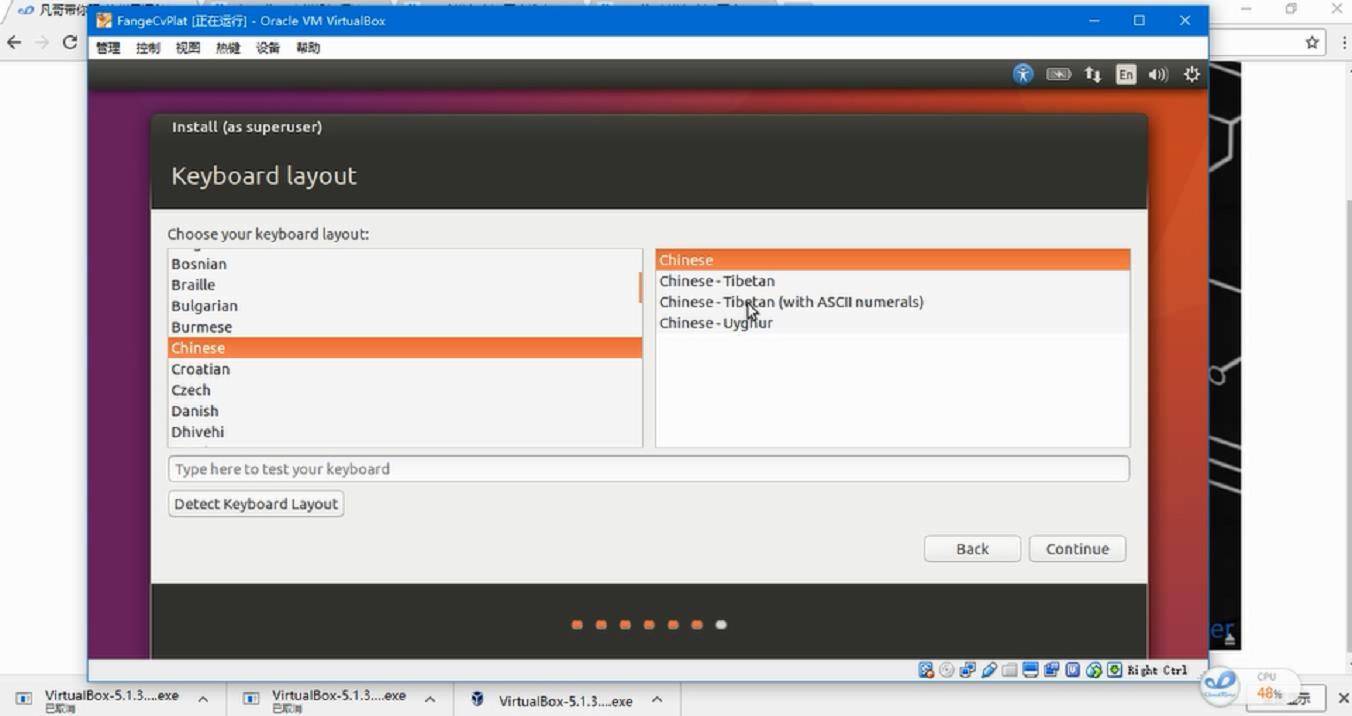 凡哥带你
FangeCvPlat [正在运行] - Oracle VM VirtualBox
管理 控制 视图 热键 设备 帮助
En
Install (as superuser)
Keyboard layout
Choose your keyboard layout:
Bosnian
Braille
Bulgarian
Burmese
Chinese
Croatian
Czech
Danish
Dhivehi
Chinese
Chinese - Tibetan
Chinese - Tibetan (with ASCII numerals)
Chinese - Uyghur
Type here to test your keyboard
Detect Keyboard Layout
Back Continue
er
Right Ctrl
VirtualBox-5.1.3....exe
已取消
VirtualBox-5.1.3....exe
已取消
VirtualBox-5.1.3....exe
CPU
48%
示